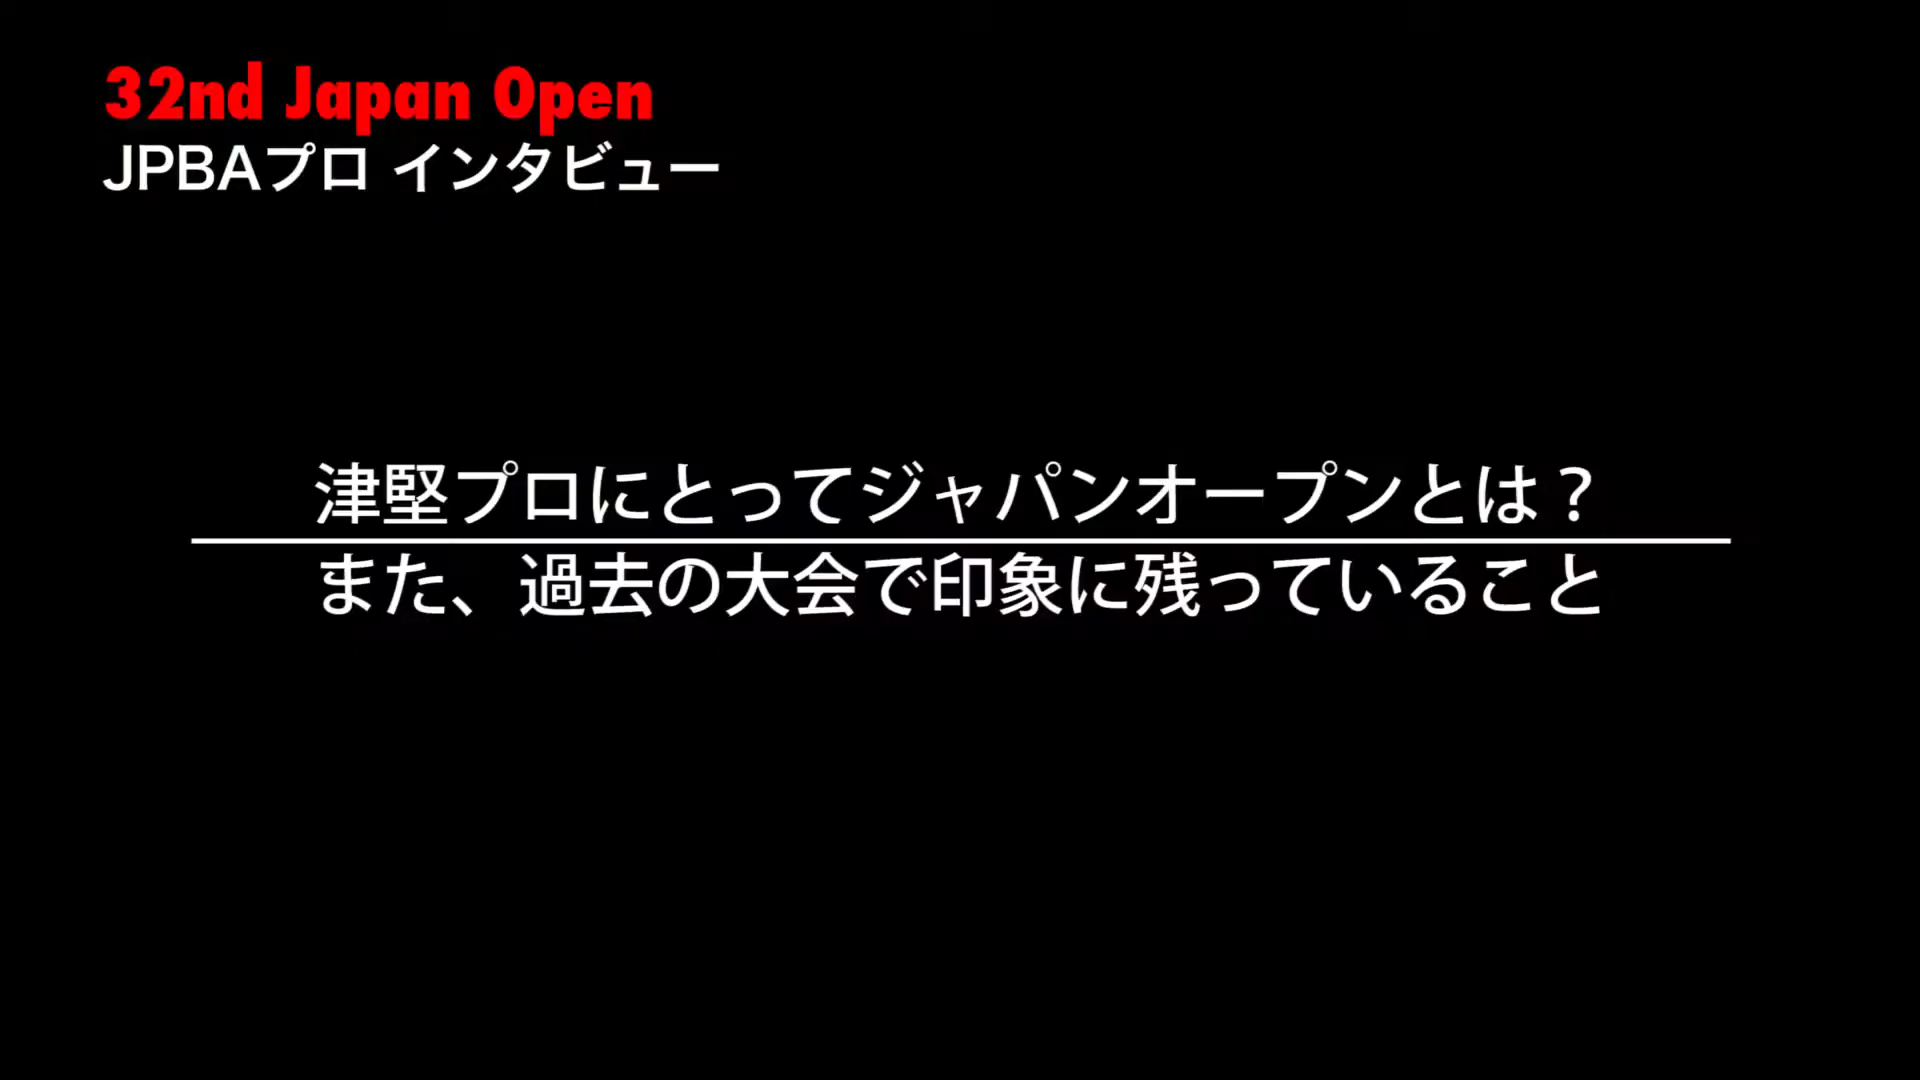 32nd Japan Open
JPBAプロ インタビュー
津堅プロにとってジャパンオープンとは？
また、過去の大会で印象に残っていること